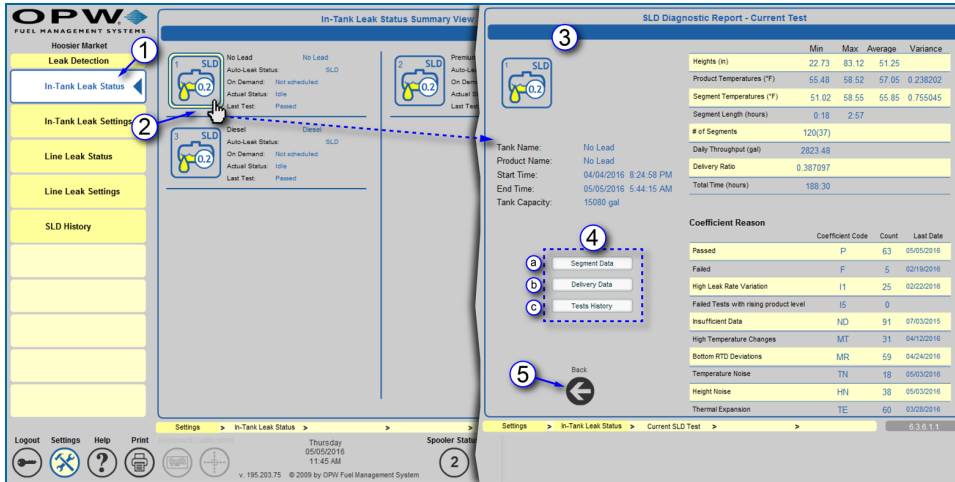 OPW
FUEL MANAGEMENT SYSTEMS
In-Tank Leak Status Summary View
Hoosier Market
Leak Detection
In-Tank Leak Status
In-Tank Leak Settings
Line Leak Status
Line Leak Settings
SLD History
1
2
1 SLD
0.2
No Lead No Lead
Auto-Leak Status: SLD
On Demand: Not scheduled
Actual Status: Idle
Last Test: Passed
2 SLD
0.2
Premium
Auto-Lea
On Dem
Actual S
Last Tes
3 SLD
0.2
Diesel Diesel
Auto-Leak Status: SLD
On Demand: Not scheduled
Actual Status: Idle
Last Test: Passed
Settings > In-Tank Leak Status > > >
Logout Settings Help Print
Thursday
05/05/2016
11:45 AM
v. 195.203.75 © 2009 by OPW Fuel Management System
Spooler Status
2
SLD Diagnostic Report - Current Test
3
1 SLD
0.2
Tank Name: No Lead
Product Name: No Lead
Start Time: 04/04/2016 8:24:58 PM
End Time: 05/05/2016 5:44:15 AM
Tank Capacity: 15080 gal
4
a Segment Data
b Delivery Data
c Tests History
5
Back
Min Max Average Variance
Heights (in) 22.73 83.12 51.25
Product Temperatures (°F) 55.48 58.52 57.05 0.238202
Segment Temperatures (°F) 51.02 58.55 55.85 0.755045
Segment Length (hours) 0:18 2:57
# of Segments 120(37)
Daily Throughput (gal) 2823.48
Delivery Ratio 0.387097
Total Time (hours) 188:30
Coefficient Reason
Coefficient Code Count Last Date
Passed P 63 05/05/2016
Failed F 5 02/19/2016
High Leak Rate Variation I1 25 02/22/2016
Failed Tests with rising product level I5 0
Insufficient Data ND 91 07/03/2015
High Temperature Changes MT 31 04/12/2016
Bottom RTD Deviations MR 59 04/24/2016
Temperature Noise TN 18 05/03/2016
Height Noise HN 38 05/03/2016
Thermal Expansion TE 60 03/28/2016
Settings > In-Tank Leak Status > Current SLD Test > >
6.3.6.1.1